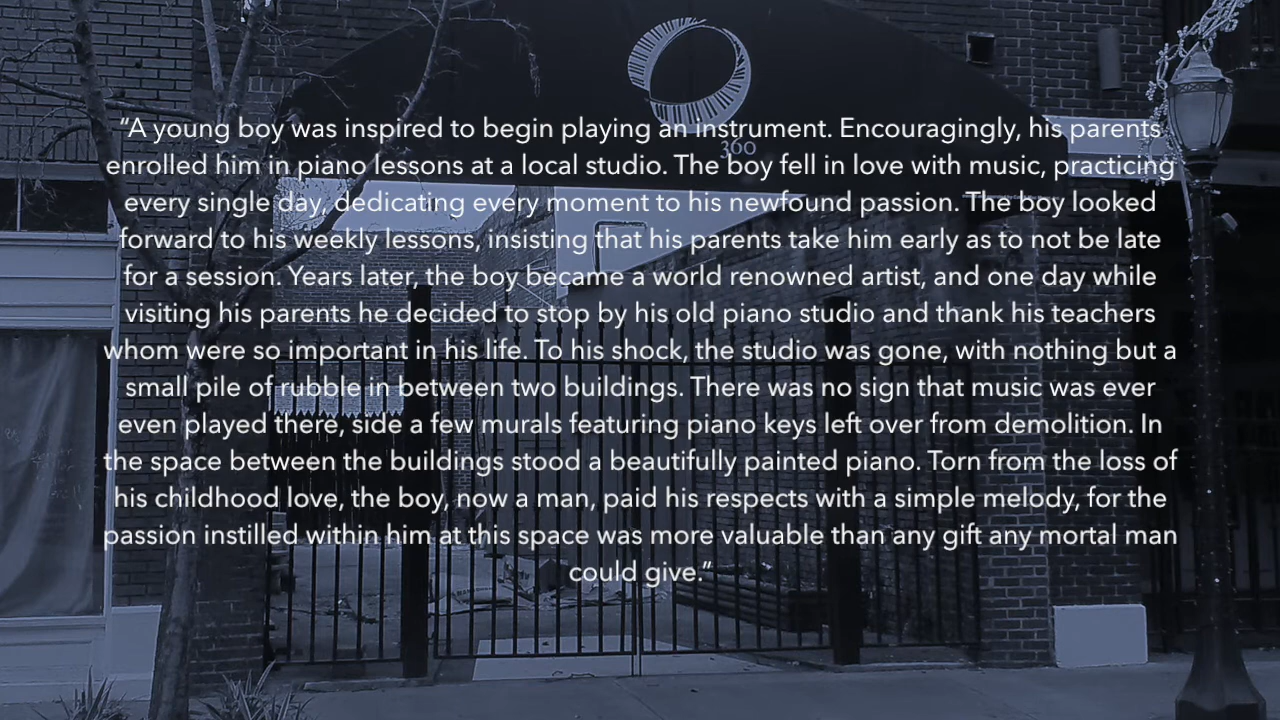 360
“A young boy was inspired to begin playing an instrument. Encouragingly, his parents
enrolled him in piano lessons at a local studio. The boy fell in love with music, practicing
every single day, dedicating every moment to his newfound passion. The boy looked
forward to his weekly lessons, insisting that his parents take him early as to not be late
for a session. Years later, the boy became a world renowned artist, and one day while
visiting his parents he decided to stop by his old piano studio and thank his teachers
whom were so important in his life. To his shock, the studio was gone, with nothing but a
small pile of rubble in between two buildings. There was no sign that music was ever
even played there, side a few murals featuring piano keys left over from demolition. In
the space between the buildings stood a beautifully painted piano. Torn from the loss of
his childhood love, the boy, now a man, paid his respects with a simple melody, for the
passion instilled within him at this space was more valuable than any gift any mortal man
could give.”